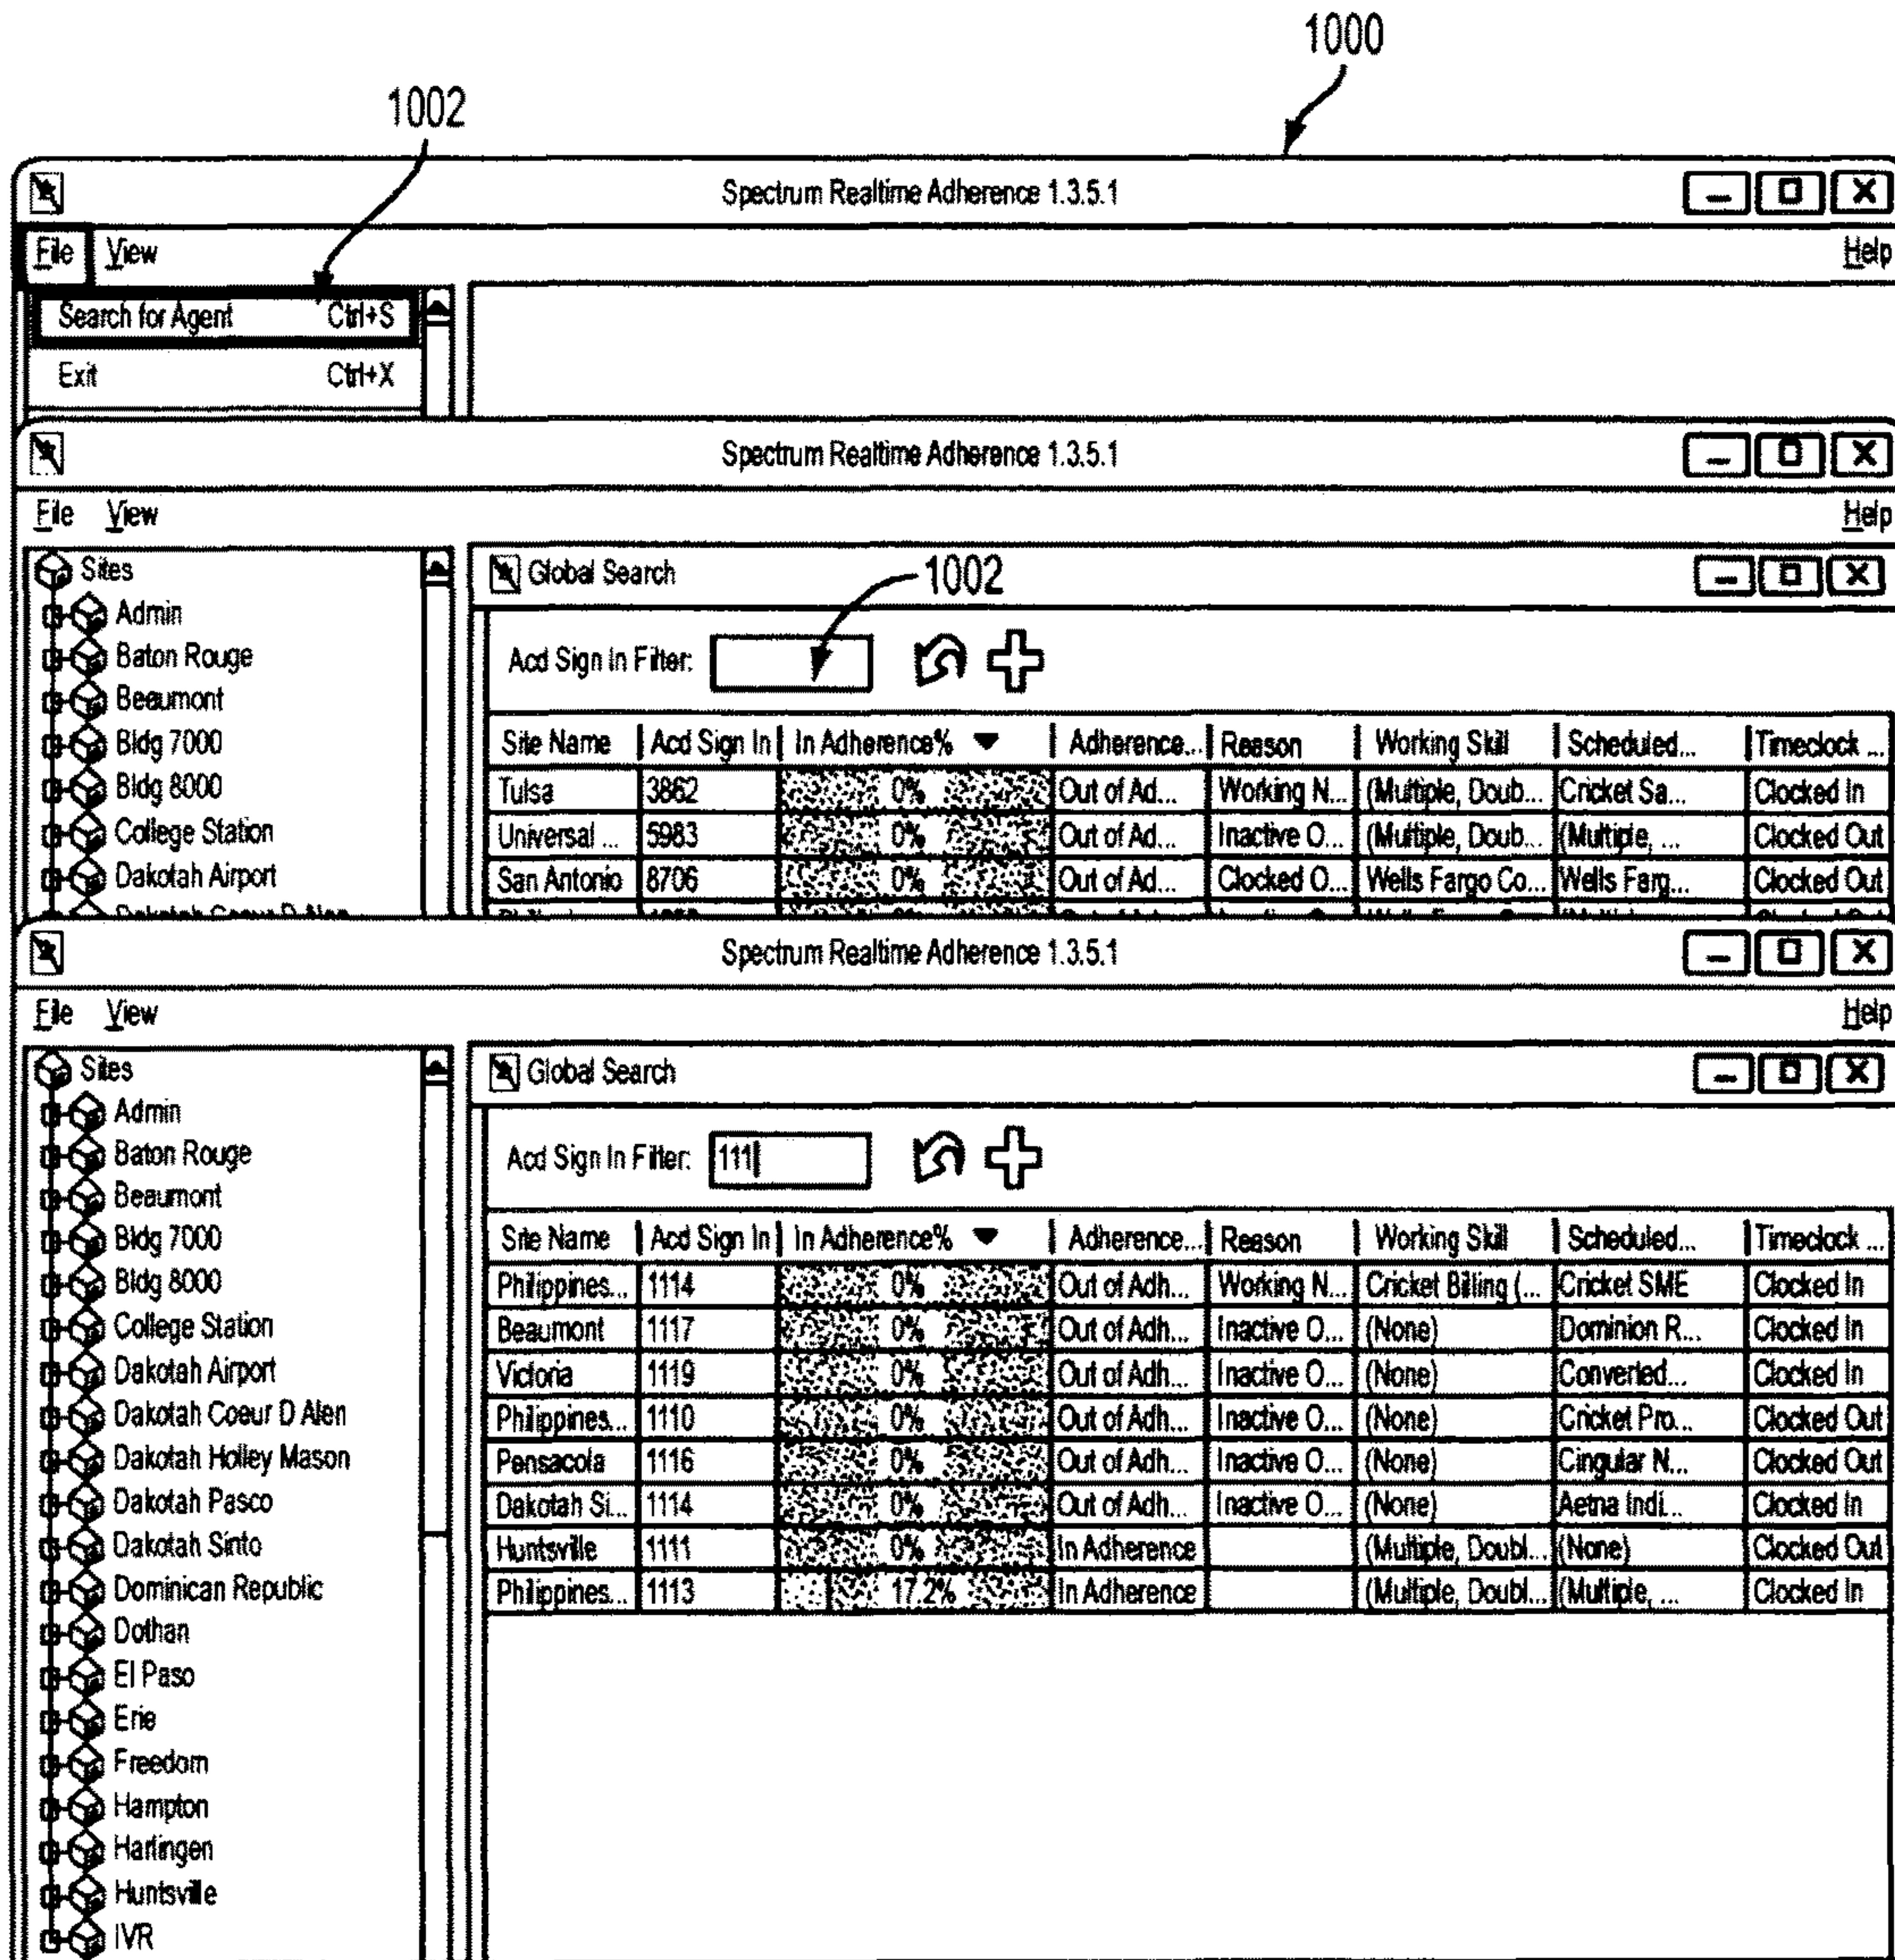 1000
1002
Spectrum Realtime Adherence 1.3.5.1
File View Help
Search for Agent Ctrl+S
Exit Ctrl+X
Spectrum Realtime Adherence 1.3.5.1
File View Help
Sites
Admin
Baton Rouge
Beaumont
Bldg 7000
Bldg 8000
College Station
Dakotah Airport
Dakotah Coeur D Alen
Global Search
1002
Acd Sign In Filter:
Site Name Acd Sign In In Adherence% Adherence... Reason Working Skill Scheduled... Timeclock ...
Tulsa 3862 0% Out of Ad... Working N... (Multiple, Doub... Cricket Sa... Clocked In
Universal ... 5983 0% Out of Ad... Inactive O... (Multiple, Doub... (Multiple, ... Clocked Out
San Antonio 8706 0% Out of Ad... Clocked O... Wells Fargo Co... Wells Farg... Clocked Out
Spectrum Realtime Adherence 1.3.5.1
File View Help
Sites
Admin
Baton Rouge
Beaumont
Bldg 7000
Bldg 8000
College Station
Dakotah Airport
Dakotah Coeur D Alen
Dakotah Holley Mason
Dakotah Pasco
Dakotah Sinto
Dominican Republic
Dothan
El Paso
Erie
Freedom
Hampton
Harlingen
Huntsville
IVR
Global Search
Acd Sign In Filter: 111
Site Name Acd Sign In In Adherence% Adherence... Reason Working Skill Scheduled... Timeclock ...
Philippines... 1114 0% Out of Adh... Working N... Cricket Billing (... Cricket SME Clocked In
Beaumont 1117 0% Out of Adh... Inactive O... (None) Dominion R... Clocked In
Victoria 1119 0% Out of Adh... Inactive O... (None) Converted... Clocked In
Philippines... 1110 0% Out of Adh... Inactive O... (None) Cricket Pro... Clocked Out
Pensacola 1116 0% Out of Adh... Inactive O... (None) Cingular N... Clocked Out
Dakotah Si... 1114 0% Out of Adh... Inactive O... (None) Aetna Indi... Clocked In
Huntsville 1111 0% In Adherence (Multiple, Doubl... (None) Clocked Out
Philippines... 1113 17.2% In Adherence (Multiple, Doubl... (Multiple, ... Clocked In